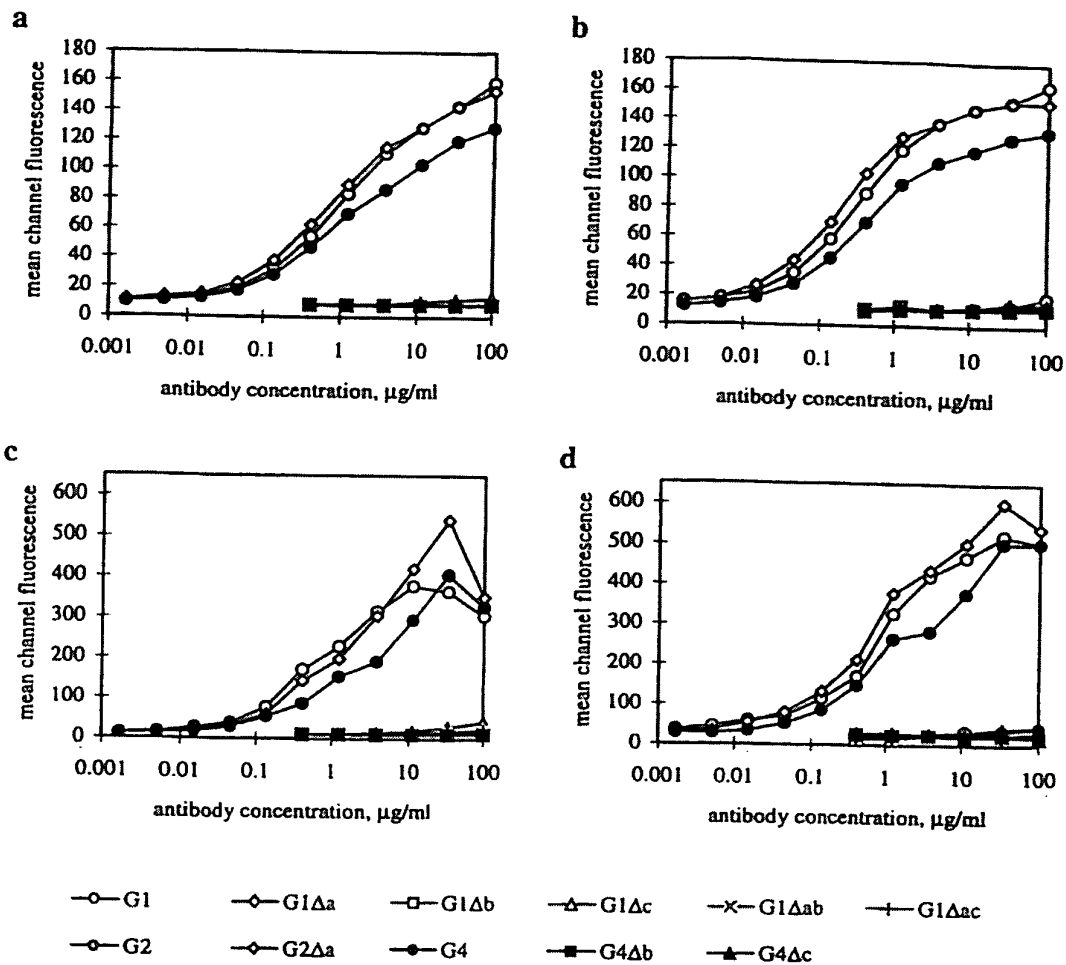 a
180
160
140
120
100
80
60
40
20
0
mean channel fluorescence
0.001 0.01 0.1 1 10 100
antibody concentration, µg/ml
b
180
160
140
120
100
80
60
40
20
0
mean channel fluorescence
0.001 0.01 0.1 1 10 100
antibody concentration, µg/ml
c
600
500
400
300
200
100
0
mean channel fluorescence
0.001 0.01 0.1 1 10 100
antibody concentration, µg/ml
d
600
500
400
300
200
100
0
mean channel fluorescence
0.001 0.01 0.1 1 10 100
antibody concentration, µg/ml
G1 G1Δa G1Δb G1Δc G1Δab G1Δac
G2 G2Δa G4 G4Δb G4Δc